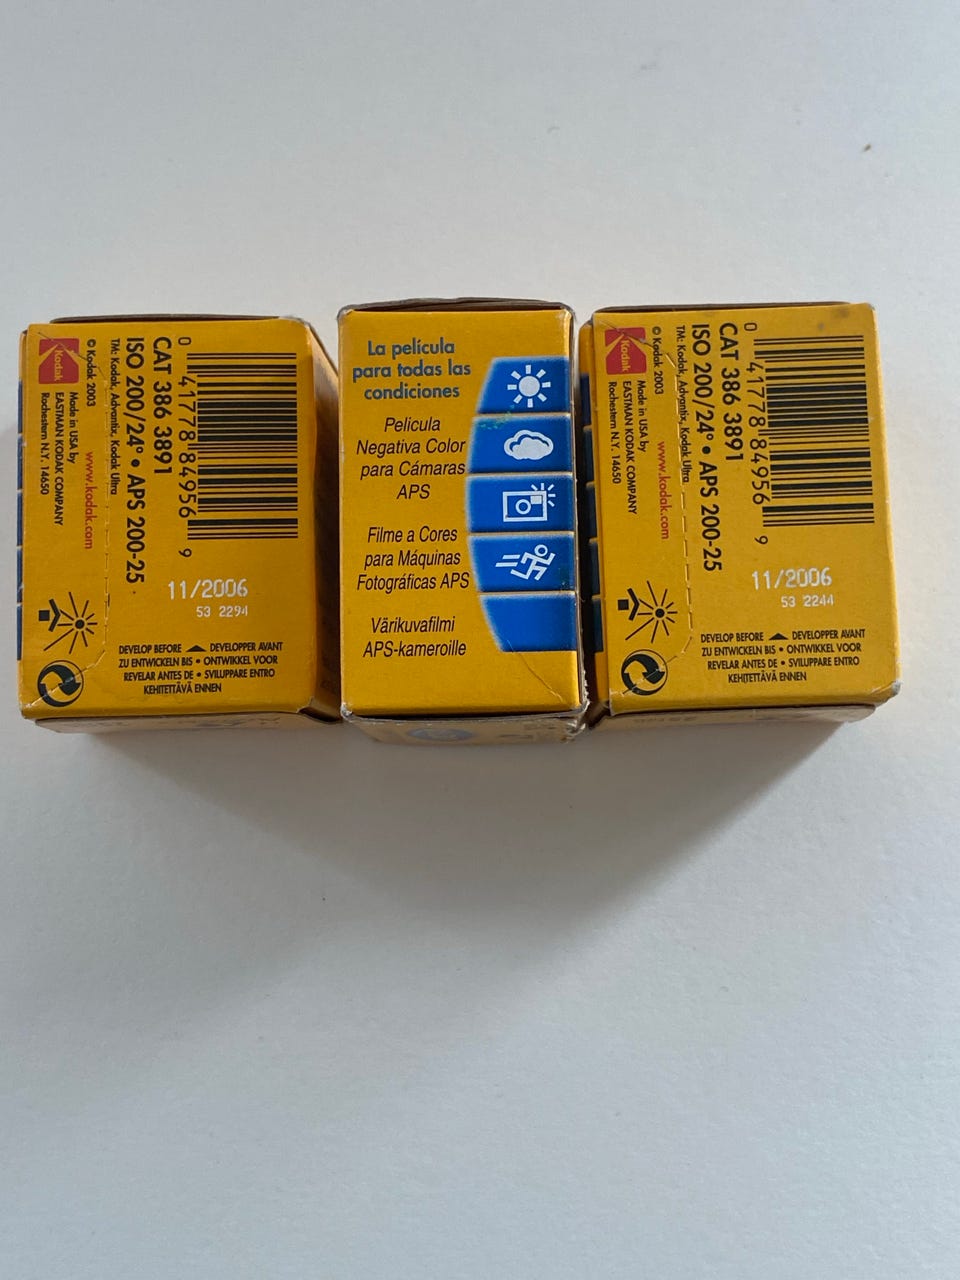 Kodak
© Kodak 2003
Made in USA by
EASTMAN KODAK COMPANY
Rochestern N.Y. 14650
www.kodak.com
TM: Kodak, Advantix, Kodak Ultra
ISO 200/24° • APS 200-25
CAT 386 3891
0 41778 84956 9
11/2006
53 2294
DEVELOP BEFORE ▲ DEVELOPPER AVANT
ZU ENTWICKELN BIS • ONTWIKKEL VOOR
REVELAR ANTES DE • SVILUPPARE ENTRO
KEHITETTÄVÄ ENNEN
La película
para todas las
condiciones
Película
Negativa Color
para Cámaras
APS
Filme a Cores
para Máquinas
Fotográficas APS
Värikuvafilmi
APS-kameroille
Kodak
© Kodak 2003
Made in USA by
EASTMAN KODAK COMPANY
Rochestern N.Y. 14650
www.kodak.com
TM: Kodak, Advantix, Kodak Ultra
ISO 200/24° • APS 200-25
CAT 386 3891
0 41778 84956 9
11/2006
53 2244
DEVELOP BEFORE ▲ DEVELOPPER AVANT
ZU ENTWICKELN BIS • ONTWIKKEL VOOR
REVELAR ANTES DE • SVILUPPARE ENTRO
KEHITETTÄVÄ ENNEN